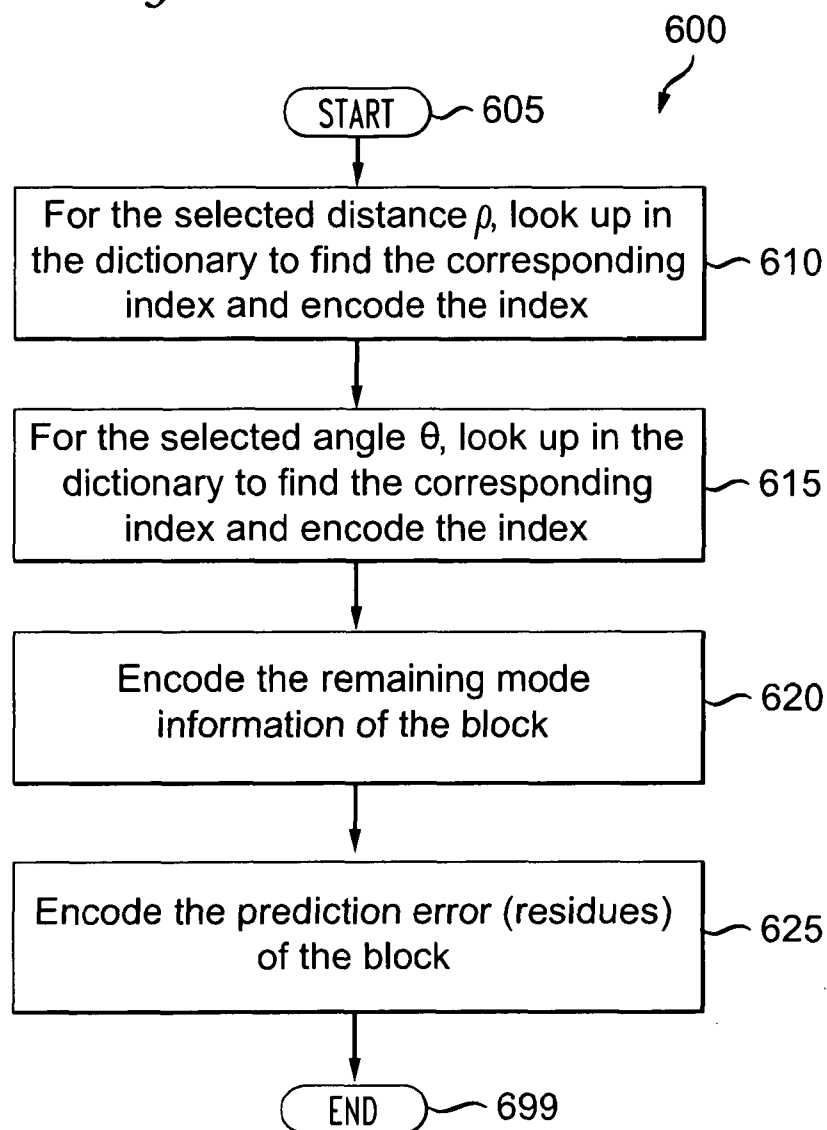 600
START
605
For the selected distance ρ, look up in
the dictionary to find the corresponding
index and encode the index
610
For the selected angle θ, look up in the
dictionary to find the corresponding
index and encode the index
615
Encode the remaining mode
information of the block
620
Encode the prediction error (residues)
of the block
625
END
699